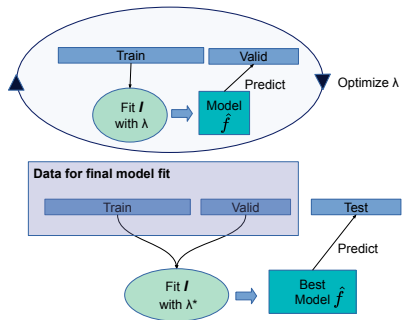 Train
Valid
Predict
Optimize λ
Fit I
with λ
Model
f̂
Data for final model fit
Train
Valid
Test
Predict
Fit I
with λ*
Best
Model f̂